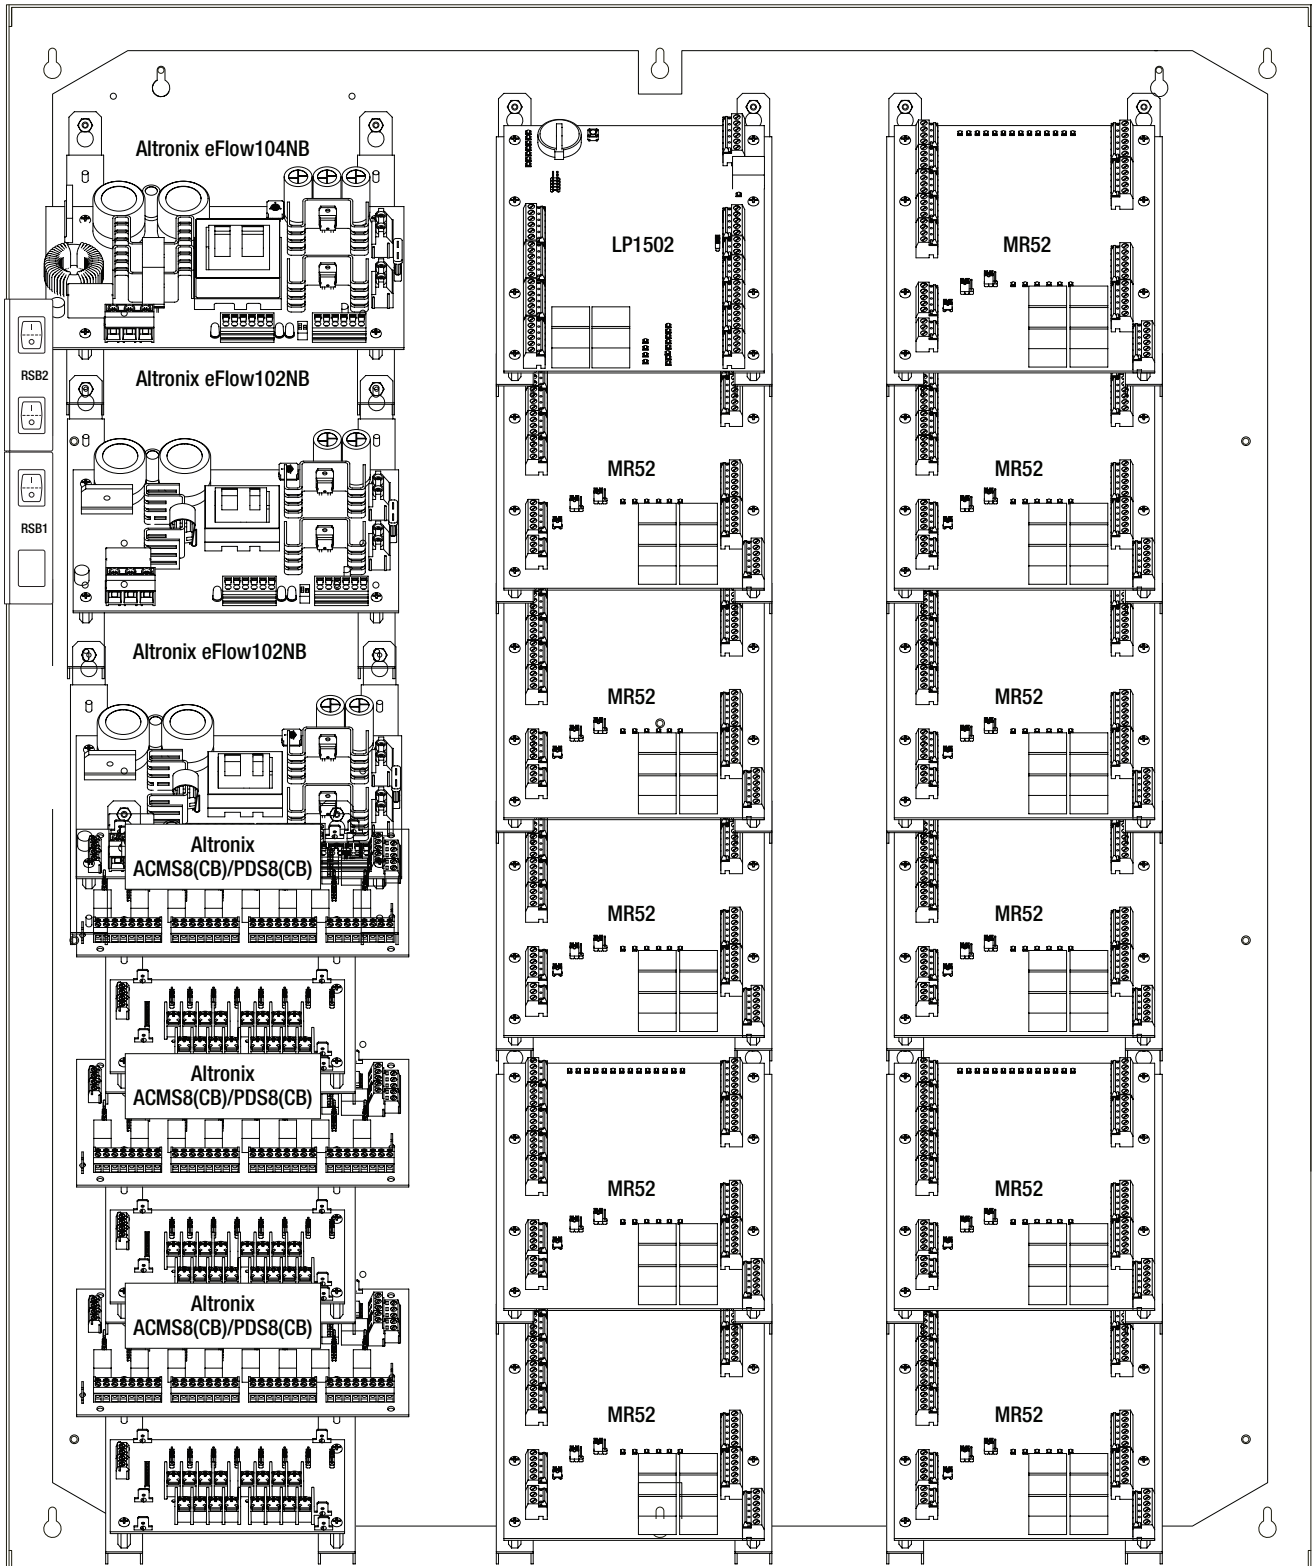 Altronix eFlow104NB
LP1502
MR52
RSB2
Altronix eFlow102NB
MR52
MR52
RSB1
Altronix eFlow102NB
MR52
MR52
Altronix
ACMS8(CB)/PDS8(CB)
MR52
MR52
Altronix
ACMS8(CB)/PDS8(CB)
MR52
MR52
Altronix
ACMS8(CB)/PDS8(CB)
MR52
MR52